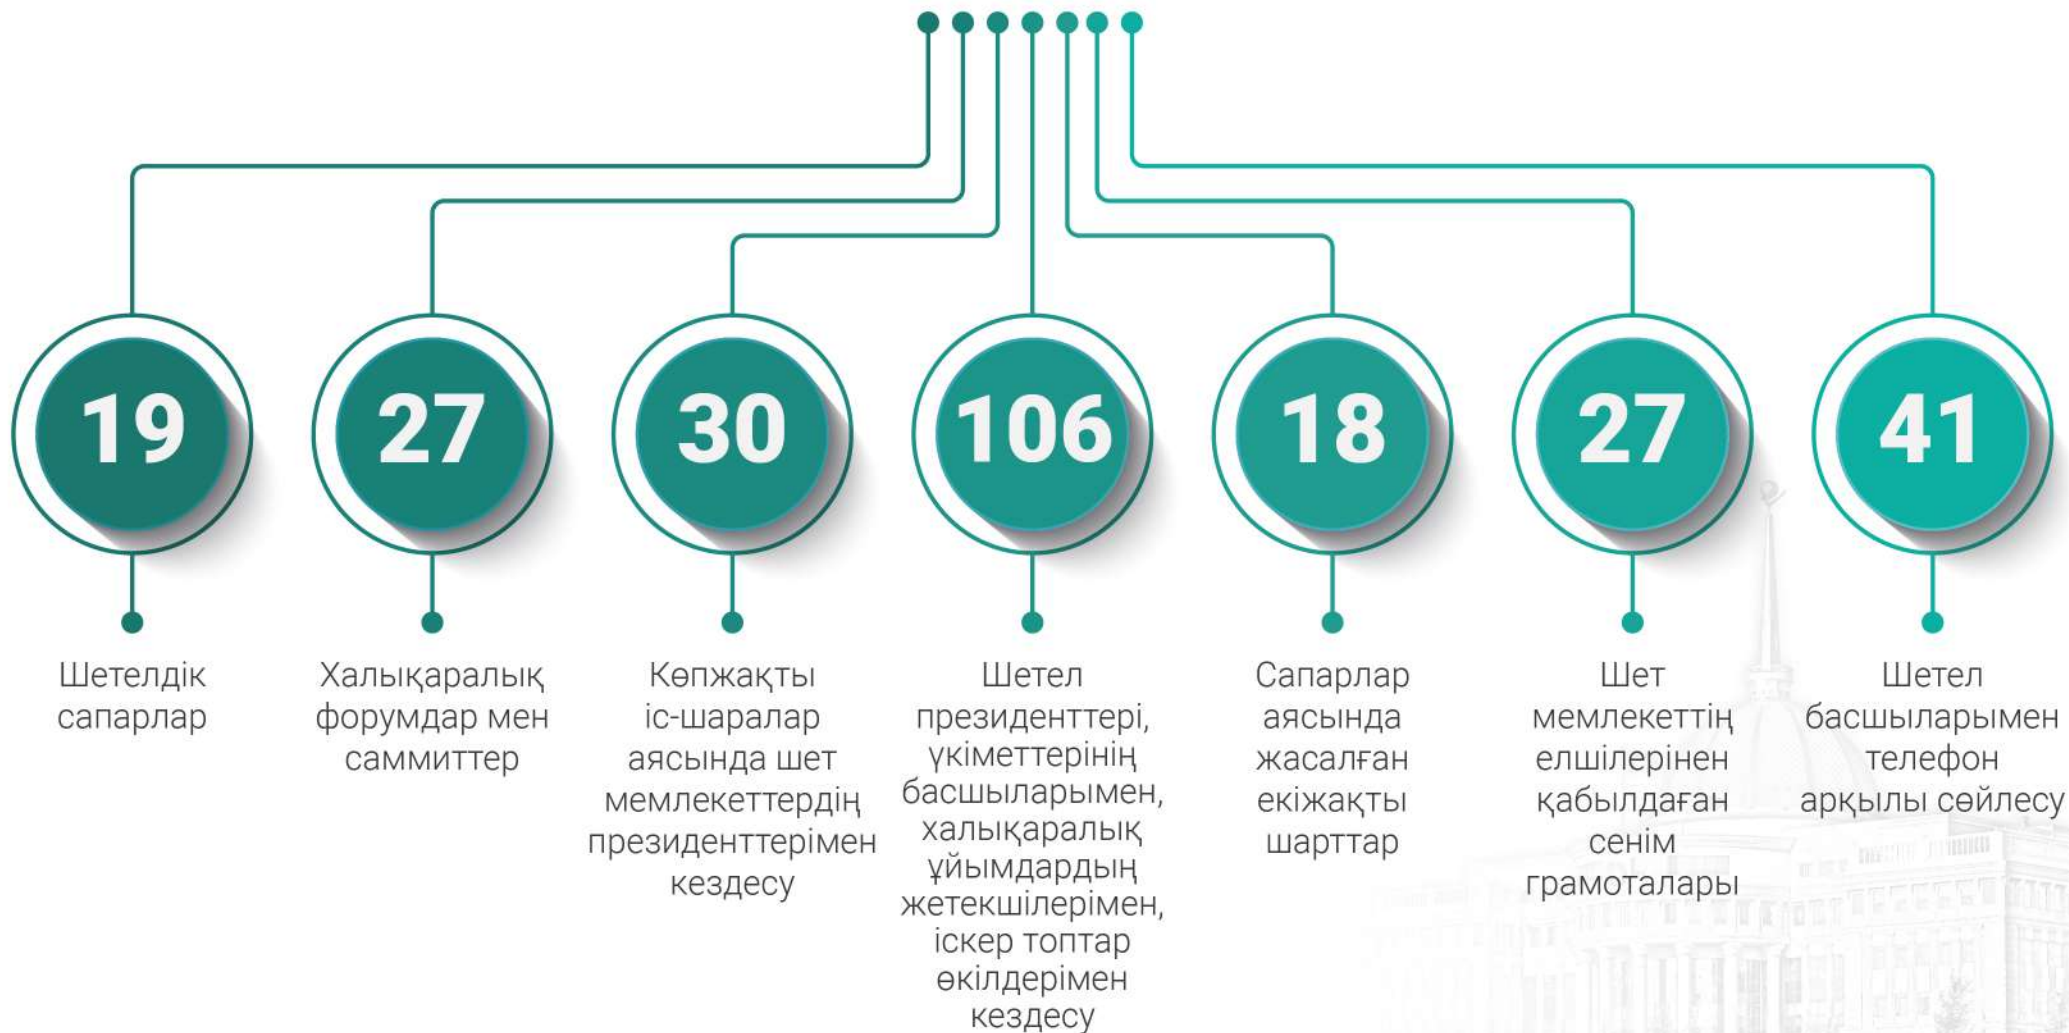 19
Шетелдік
сапарлар
27
Халықаралық
форумдар мен
саммиттер
30
Көпжақты
іс-шаралар
аясында шет
мемлекеттердің
президенттерімен
кездесу
106
Шетел
президенттері,
үкіметтерінің
басшыларымен,
халықаралық
ұйымдардың
жетекшілерімен,
іскер топтар
өкілдерімен
кездесу
18
Сапарлар
аясында
жасалған
екіжақты
шарттар
27
Шет
мемлекеттің
елшілерінен
қабылдаған
сенім
грамоталары
41
Шетел
басшыларымен
телефон
арқылы сөйлесу